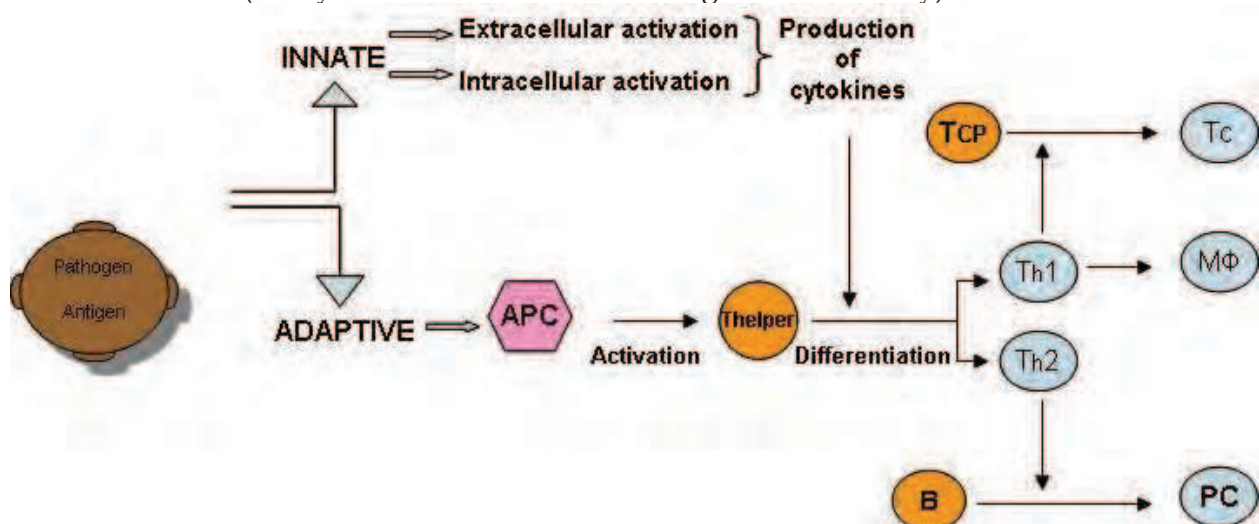 Extracellular activation
INNATE
Intracellular activation
Production
of
cytokines
TCP
Tc
Pathogen
Antigen
Th1
MΦ
ADAPTIVE
APC
Activation
Thelper
Differentiation
Th2
B
PC